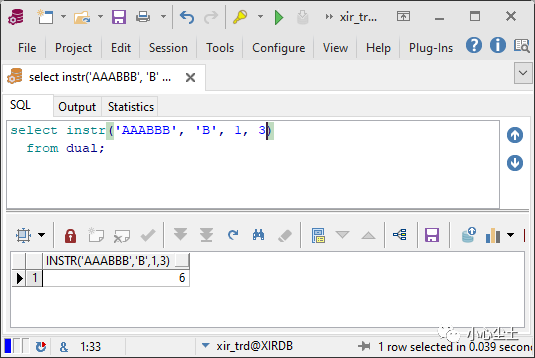 xir_trd...
File Project Edit Session Tools Configure View Help Plug-Ins
select instr('AAABBB', 'B' ...
SQL Output Statistics
select instr('AAABBB', 'B', 1, 3)
from dual;
INSTR('AAABBB','B',1,3)
1 6
小心尘土
1:33 xir_trd@XIRDB 1 row selected in 0.039 secon